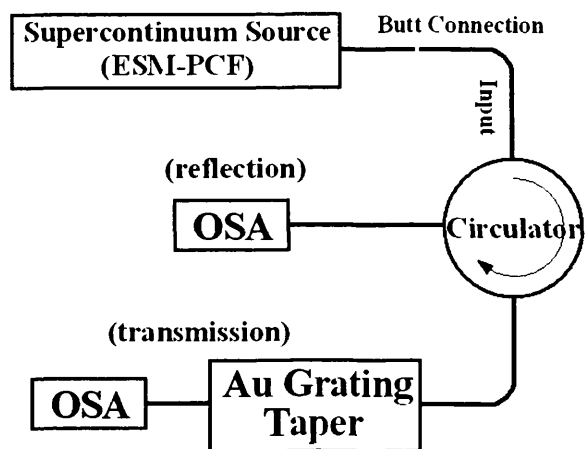 Supercontinuum Source
(ESM-PCF)
Butt Connection
Input
(reflection)
OSA
Circulator
(transmission)
OSA
Au Grating
Taper